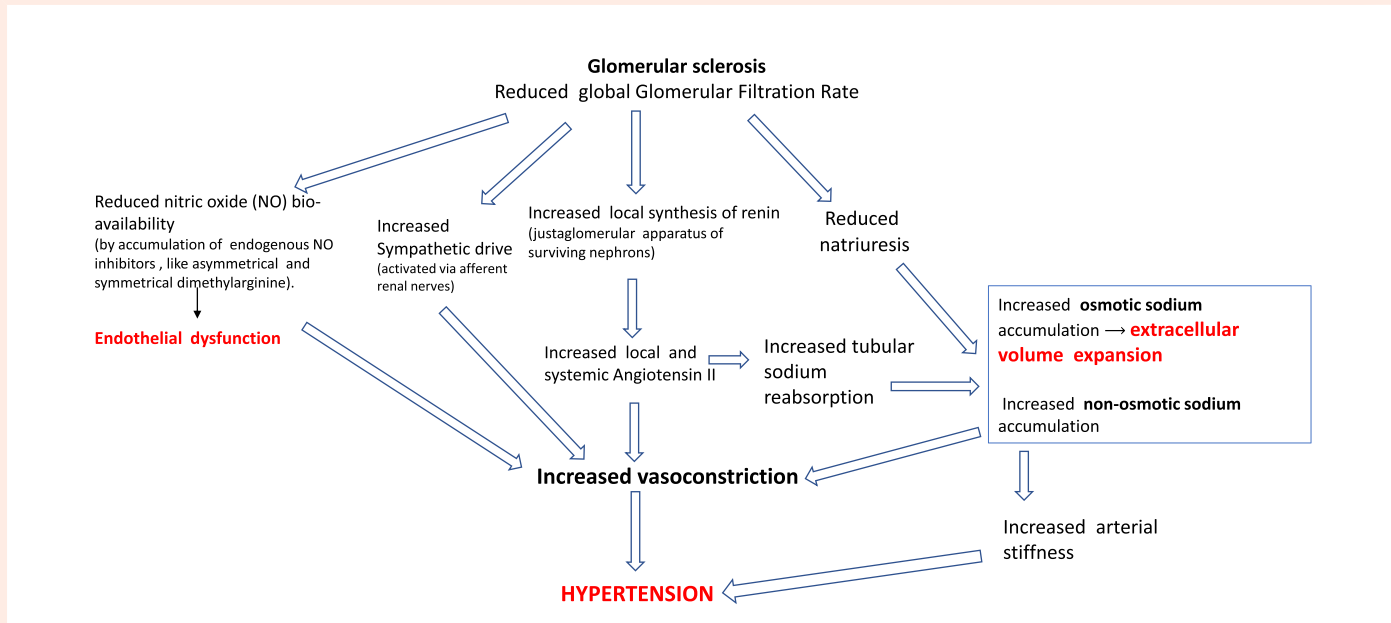 Glomerular sclerosis
Reduced global Glomerular Filtration Rate
Reduced nitric oxide (NO) bio-
availability
(by accumulation of endogenous NO
inhibitors , like asymmetrical and
symmetrical dimethylarginine).
Endothelial dysfunction
Increased
Sympathetic drive
(activated via afferent
renal nerves)
Increased local synthesis of renin
(justaglomerular apparatus of
surviving nephrons)
Increased local and
systemic Angiotensin II
Increased tubular
sodium
reabsorption
Reduced
natriuresis
Increased osmotic sodium
accumulation → extracellular
volume expansion
Increased non-osmotic sodium
accumulation
Increased vasoconstriction
Increased arterial
stiffness
HYPERTENSION